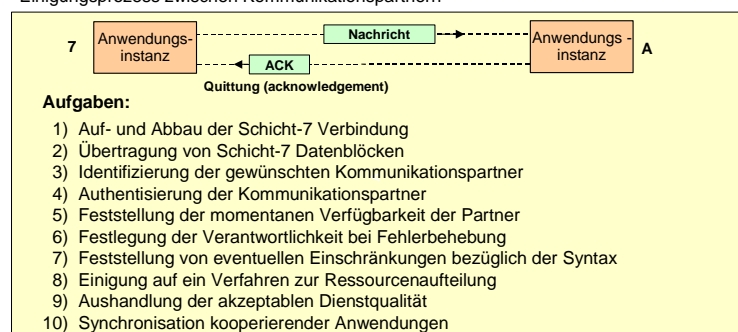 Einigungsprozess zwischen Kommunikationspartnern
Nachricht
7 Anwendungs- Anwendungs - A
instanz instanz
ACK
Quittung (acknowledgement)
Aufgaben:
1) Auf- und Abbau der Schicht-7 Verbindung
2) Übertragung von Schicht-7 Datenblöcken
3) Identifizierung der gewünschten Kommunikationspartner
4) Authentisierung der Kommunikationspartner
5) Feststellung der momentanen Verfügbarkeit der Partner
6) Festlegung der Verantwortlichkeit bei Fehlerbehebung
7) Feststellung von eventuellen Einschränkungen bezüglich der Syntax
8) Einigung auf ein Verfahren zur Ressourcenaufteilung
9) Aushandlung der akzeptablen Dienstqualität
10) Synchronisation kooperierender Anwendungen